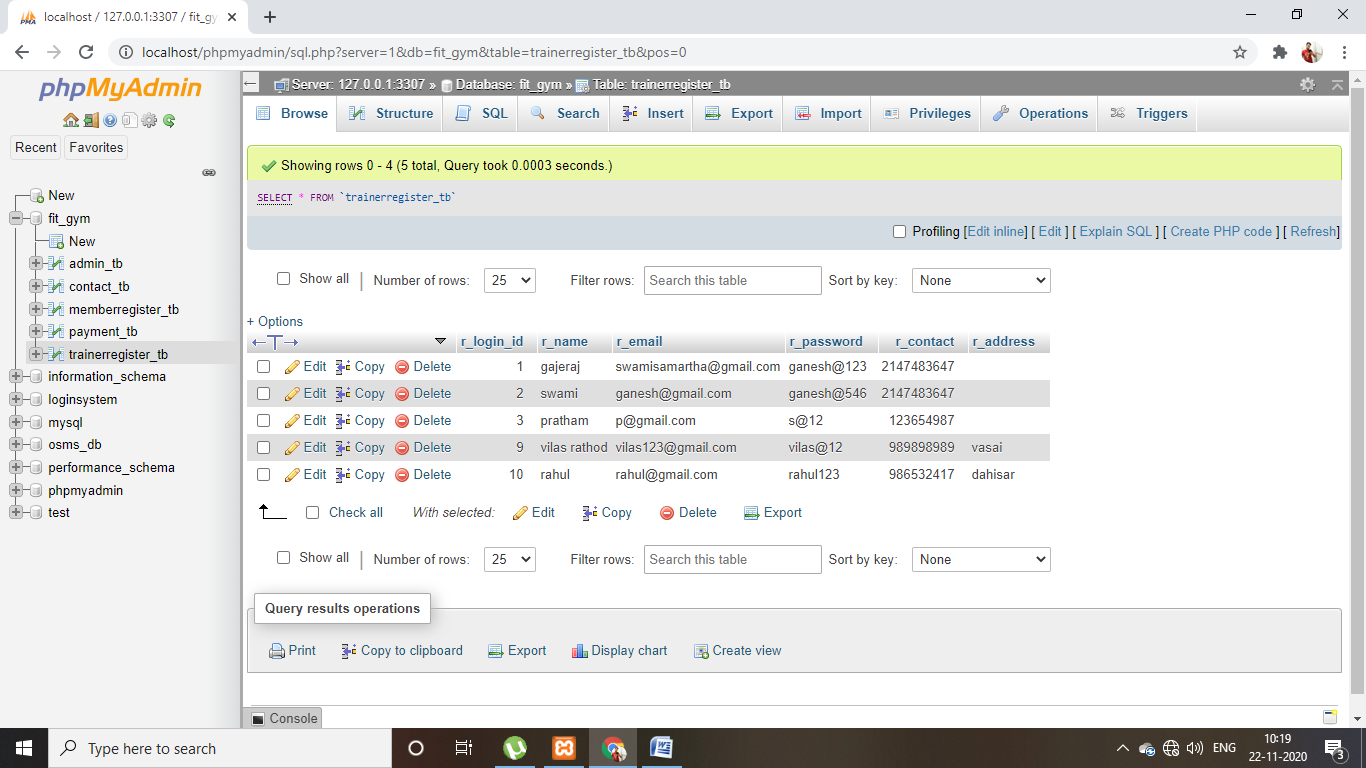 localhost / 127.0.0.1:3307 / fit_gy
localhost/phpmyadmin/sql.php?server=1&db=fit_gym&table=trainerregister_tb&pos=0
phpMyAdmin
Recent Favorites
New
fit_gym
New
admin_tb
contact_tb
memberregister_tb
payment_tb
trainerregister_tb
information_schema
loginsystem
mysql
osms_db
performance_schema
phpmyadmin
test
Server: 127.0.0.1:3307 » Database: fit_gym » Table: trainerregister_tb
Browse Structure SQL Search Insert Export Import Privileges Operations Triggers
Showing rows 0 - 4 (5 total, Query took 0.0003 seconds.)
SELECT * FROM `trainerregister_tb`
Profiling [Edit inline] [ Edit ] [ Explain SQL ] [ Create PHP code ] [ Refresh]
Show all | Number of rows: 25 Filter rows: Search this table Sort by key: None
+ Options
←T→ r_login_id r_name r_email r_password r_contact r_address
Edit Copy Delete 1 gajeraj swamisamartha@gmail.com ganesh@123 2147483647
Edit Copy Delete 2 swami ganesh@gmail.com ganesh@546 2147483647
Edit Copy Delete 3 pratham p@gmail.com s@12 123654987
Edit Copy Delete 9 vilas rathod vilas123@gmail.com vilas@12 989898989 vasai
Edit Copy Delete 10 rahul rahul@gmail.com rahul123 986532417 dahisar
Check all With selected: Edit Copy Delete Export
Show all | Number of rows: 25 Filter rows: Search this table Sort by key: None
Query results operations
Print Copy to clipboard Export Display chart Create view
Console
Type here to search
ENG
10:19
22-11-2020
3